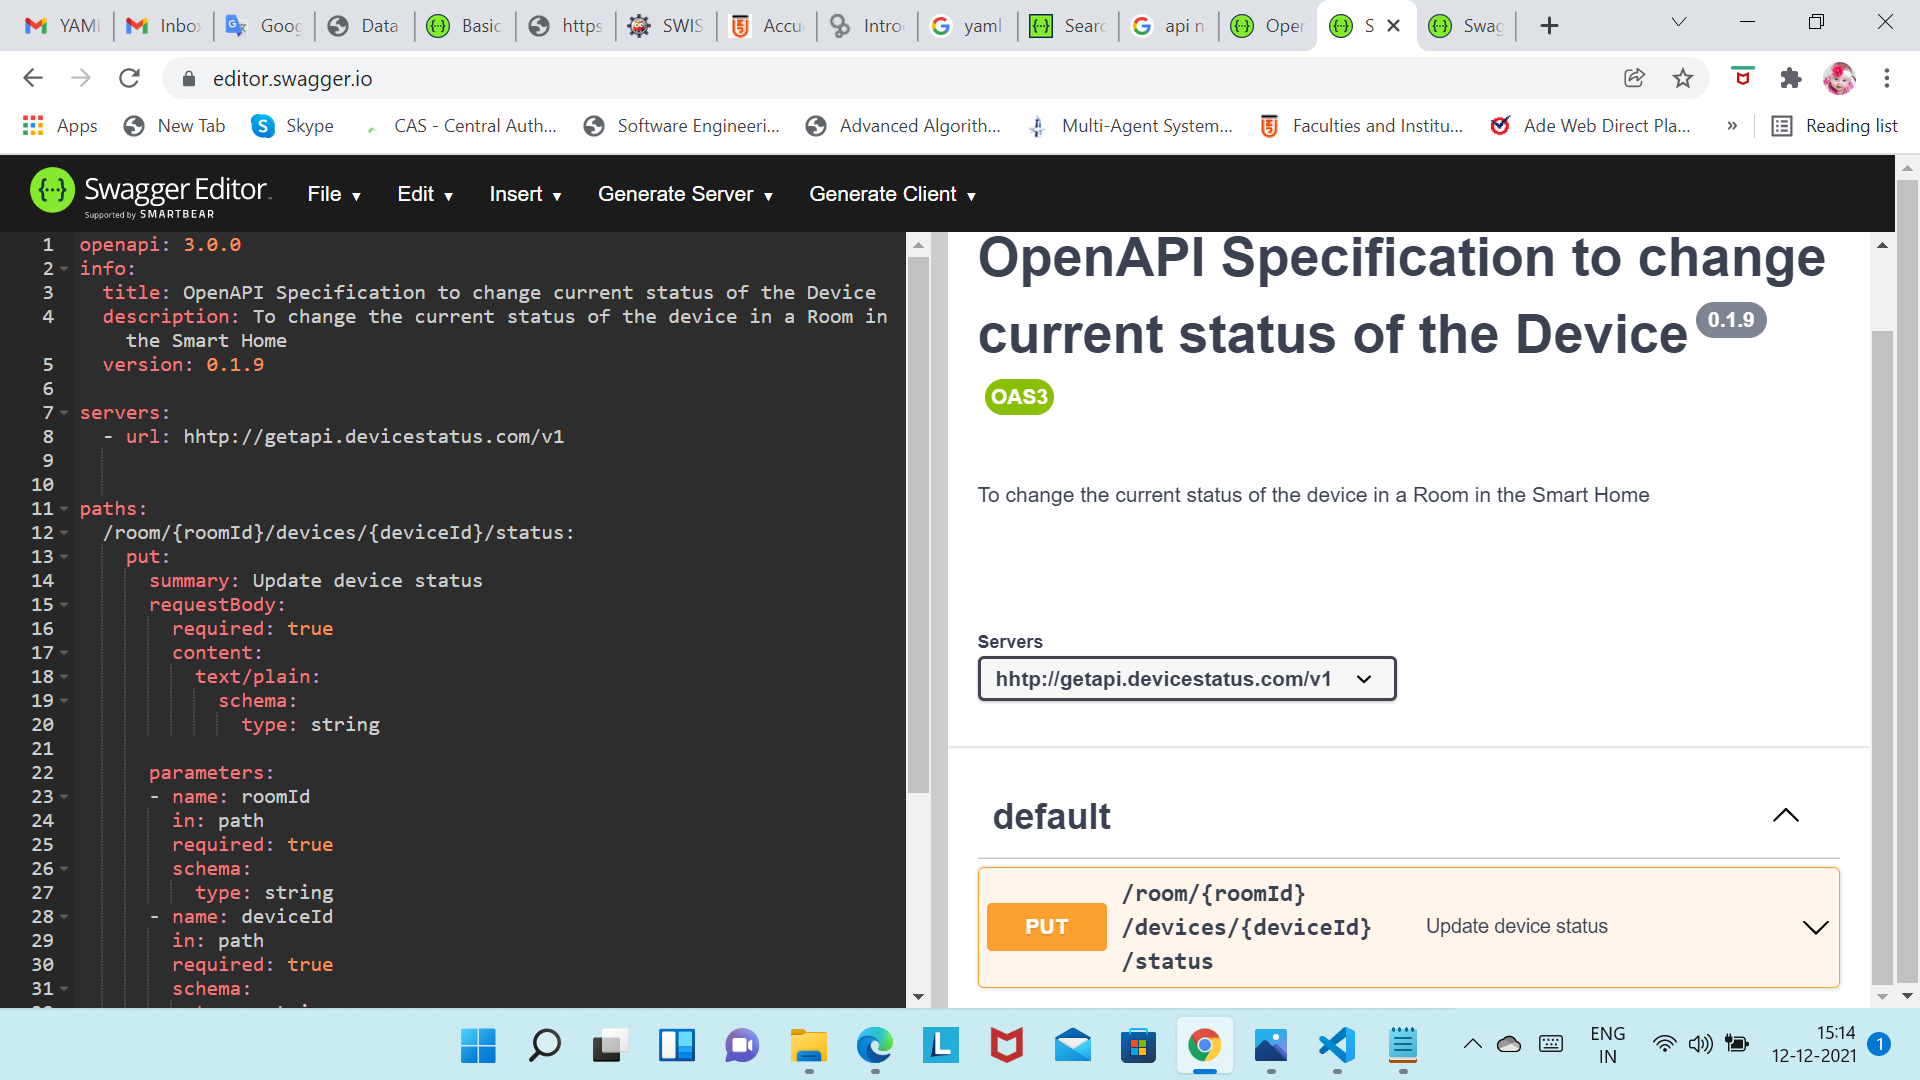 YAML
Inbo
Goog
Data
Basic
https
SWIS
Accu
Intro
yaml
Searc
api n
Oper
S
Swag
editor.swagger.io
Apps
New Tab
Skype
CAS - Central Auth...
Software Engineeri...
Advanced Algorith...
Multi-Agent System...
Faculties and Institu...
Ade Web Direct Pla...
»
Reading list
Swagger Editor
Supported by SMARTBEAR
File
Edit
Insert
Generate Server
Generate Client
1 openapi: 3.0.0
2 info:
3 title: OpenAPI Specification to change current status of the Device
4 description: To change the current status of the device in a Room in
the Smart Home
5 version: 0.1.9
6
7 servers:
8 - url: hhtp://getapi.devicestatus.com/v1
9
10
11 paths:
12 /room/{roomId}/devices/{deviceId}/status:
13 put:
14 summary: Update device status
15 requestBody:
16 required: true
17 content:
18 text/plain:
19 schema:
20 type: string
21
22 parameters:
23 - name: roomId
24 in: path
25 required: true
26 schema:
27 type: string
28 - name: deviceId
29 in: path
30 required: true
31 schema:
OpenAPI Specification to change
current status of the Device 0.1.9
OAS3
To change the current status of the device in a Room in the Smart Home
Servers
hhtp://getapi.devicestatus.com/v1
default
PUT
/room/{roomId}
/devices/{deviceId}
/status
Update device status
L
ENG
IN
15:14
12-12-2021
1